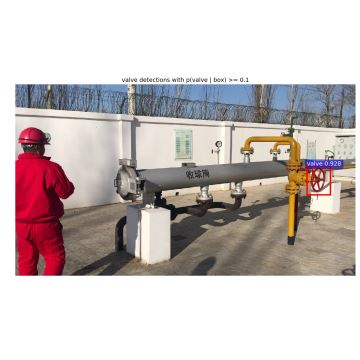 valve detections with p(valve | box) >= 0.1
valve 0.928
收球筒